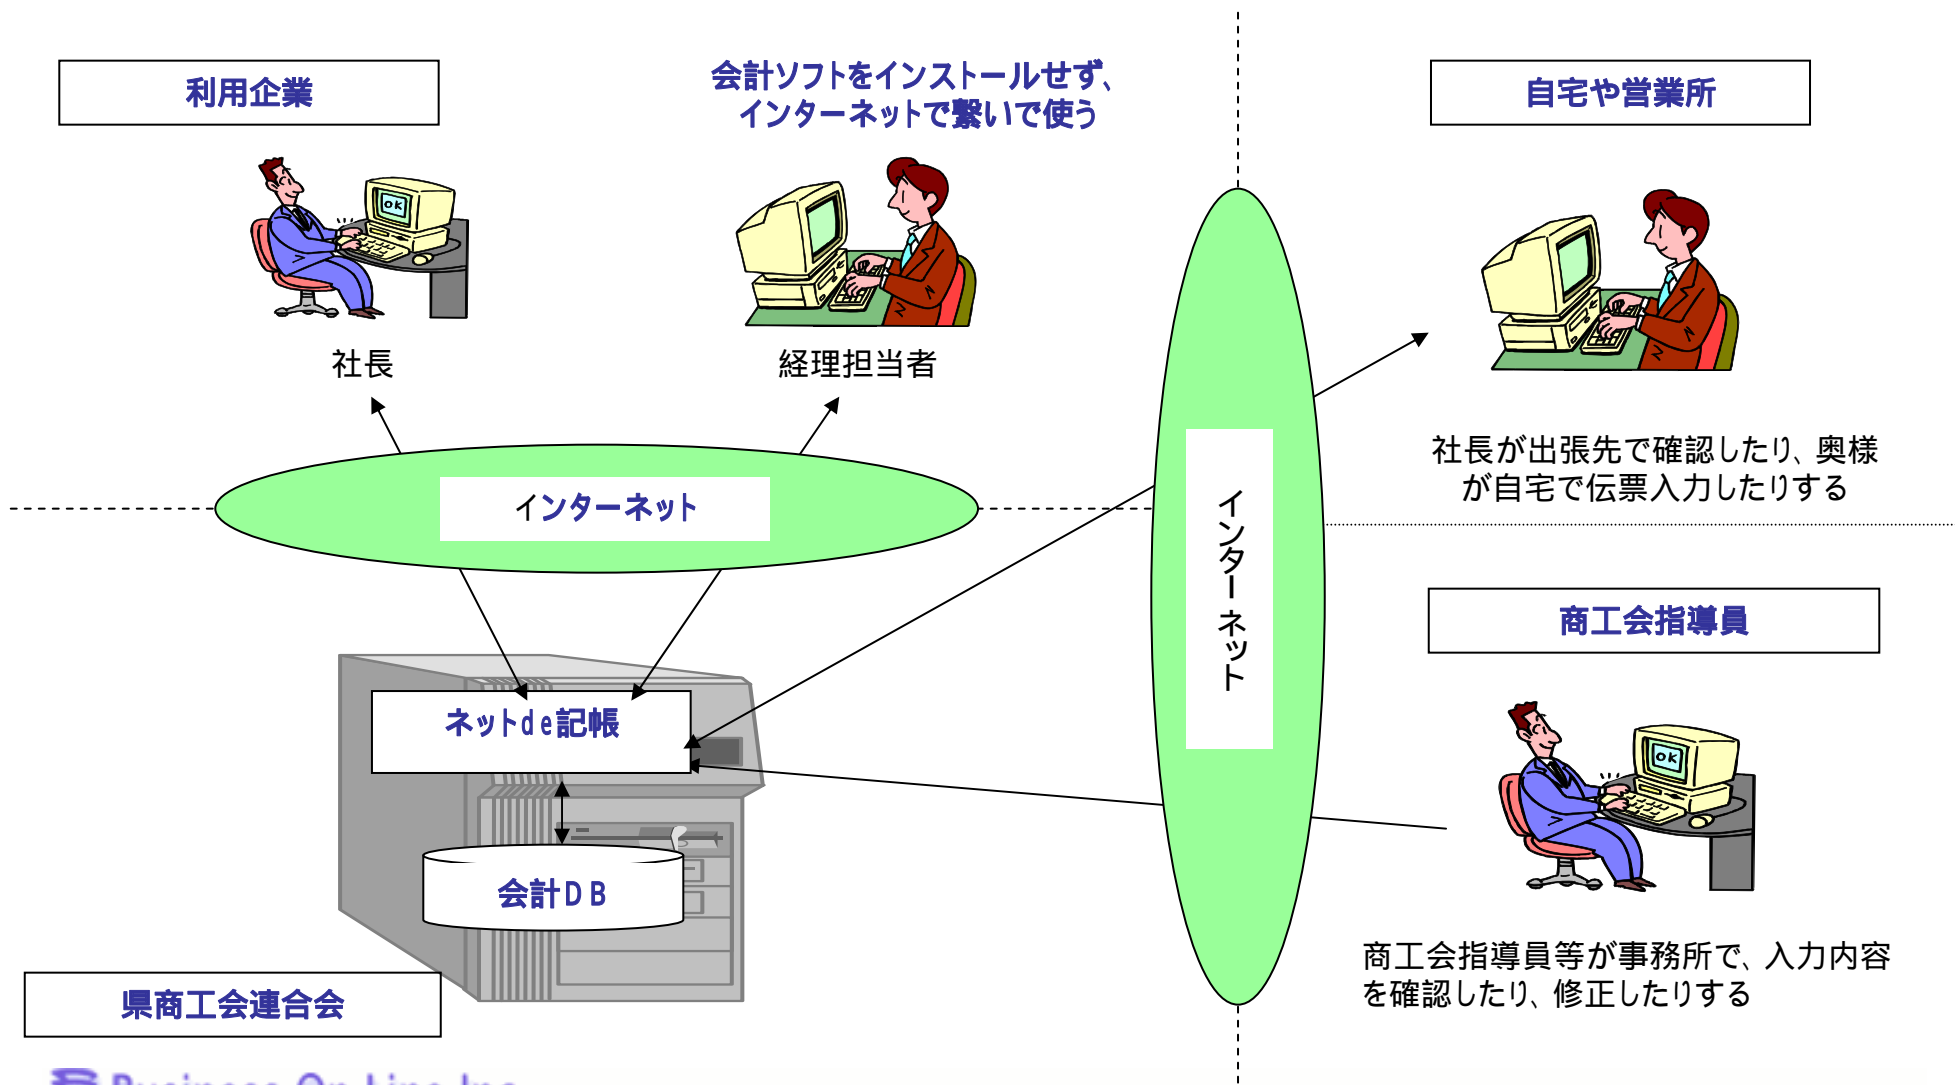 利用企業
会計ソフトをインストールせず、
インターネットで繋いで使う
自宅や営業所
OK
社長
経理担当者
社長が出張先で確認したり、奥様
が自宅で伝票入力したりする
インターネット
インターネット
商工会指導員
ネットde記帳
OK
会計DB
商工会指導員等が事務所で、入力内容
を確認したり、修正したりする
県商工会連合会
Business On Line Inc